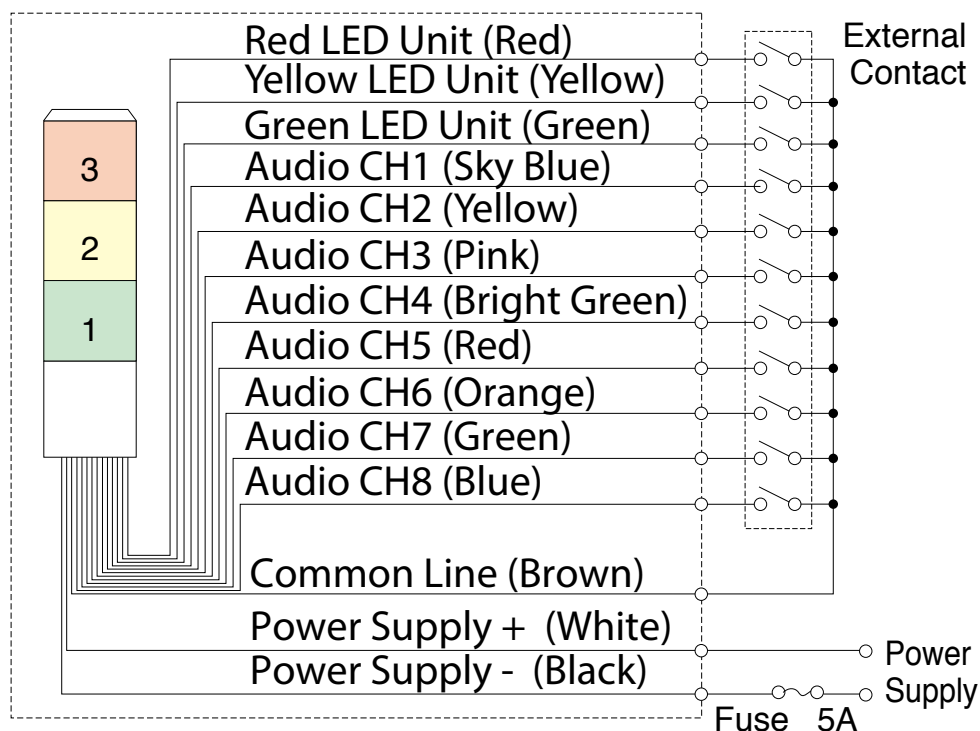 Red LED Unit (Red)
External
Contact
Yellow LED Unit (Yellow)
Green LED Unit (Green)
3
Audio CH1 (Sky Blue)
Audio CH2 (Yellow)
2
Audio CH3 (Pink)
Audio CH4 (Bright Green)
1
Audio CH5 (Red)
Audio CH6 (Orange)
Audio CH7 (Green)
Audio CH8 (Blue)
Common Line (Brown)
Power Supply + (White)
Power Supply - (Black)
Power
Supply
Fuse 5A